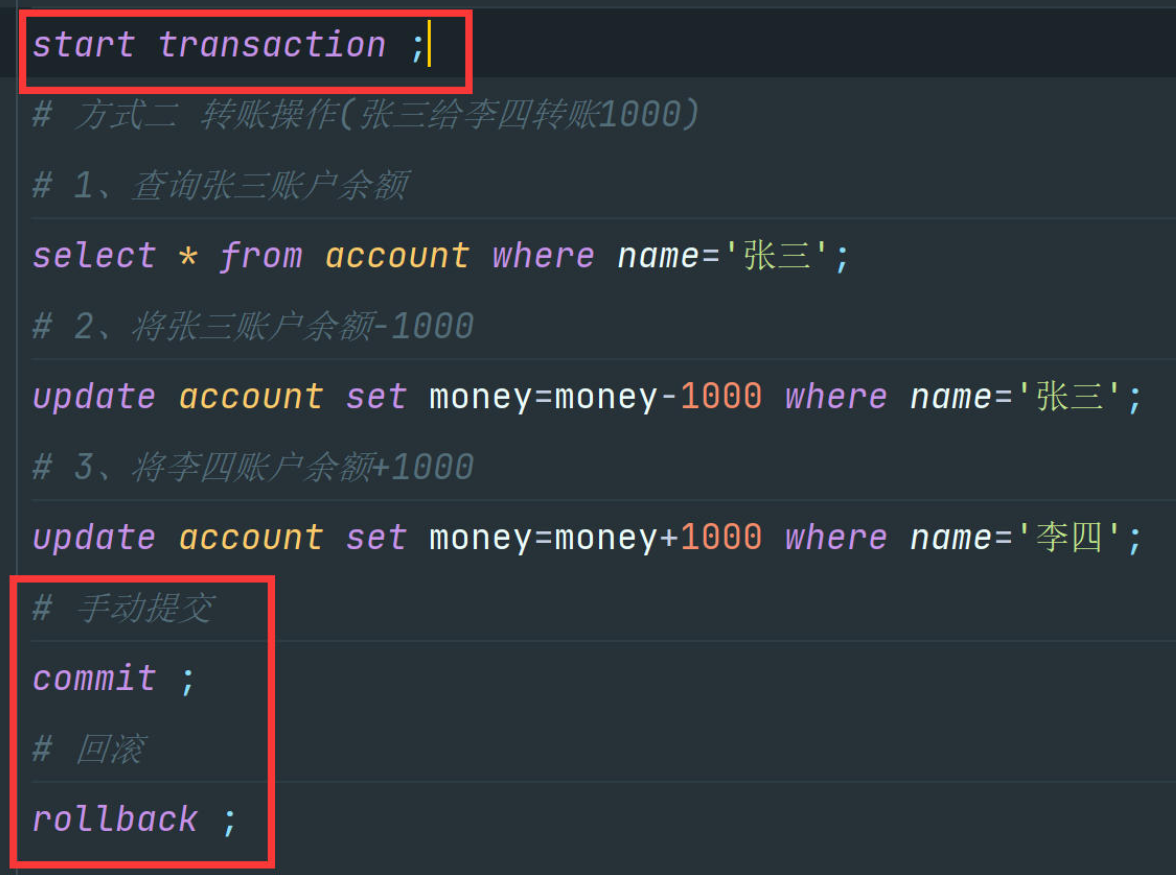 start transaction ;
# 方式二 转账操作(张三给李四转账1000)
# 1、查询张三账户余额
select * from account where name='张三';
# 2、将张三账户余额-1000
update account set money=money-1000 where name='张三';
# 3、将李四账户余额+1000
update account set money=money+1000 where name='李四';
# 手动提交
commit ;
# 回滚
rollback ;